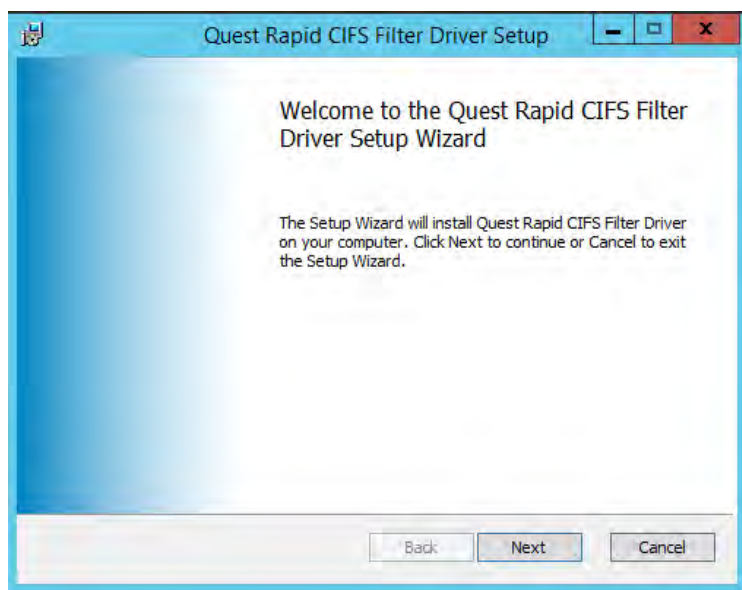 Quest Rapid CIFS Filter Driver Setup
Welcome to the Quest Rapid CIFS Filter
Driver Setup Wizard
The Setup Wizard will install Quest Rapid CIFS Filter Driver
on your computer. Click Next to continue or Cancel to exit
the Setup Wizard.
Back Next Cancel